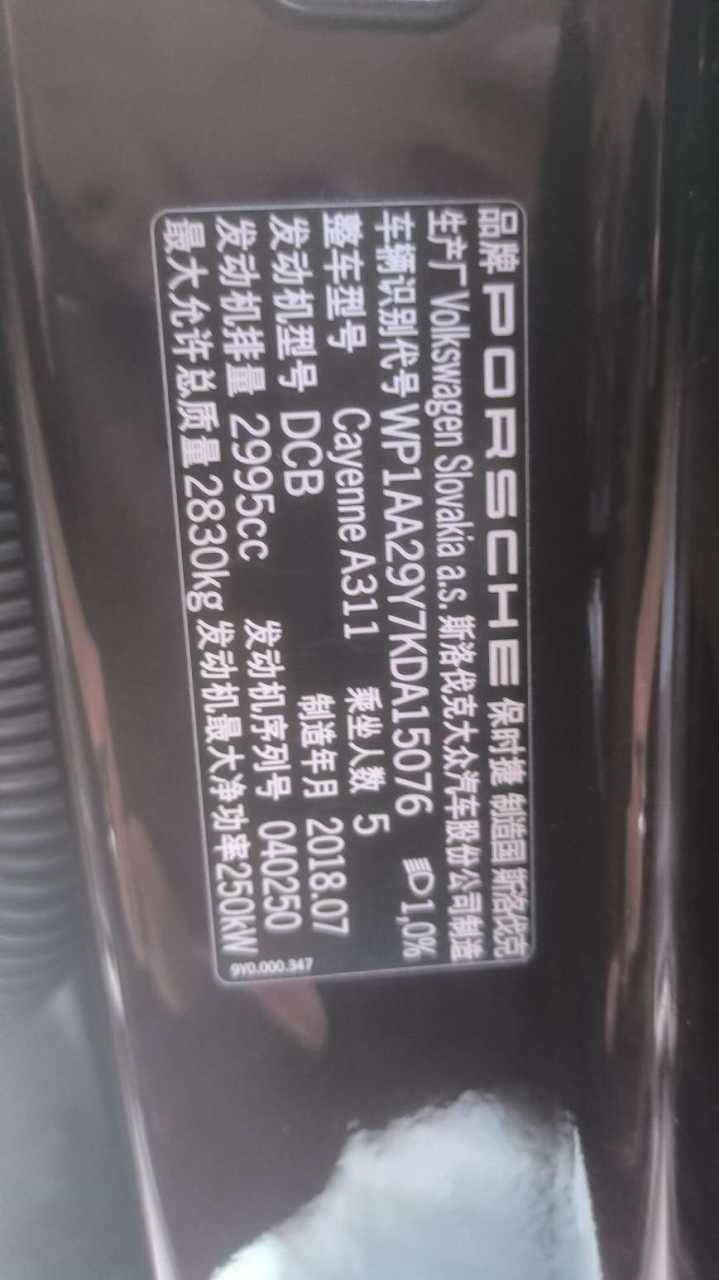 品牌 PORSCHE 保时捷 制造国 斯洛伐克
生产厂 Volkswagen Slovakia a.s. 斯洛伐克大众汽车股份公司制造
车辆识别代号 WP1AA29Y7KDA15076 1,0%
整车型号 Cayenne A311 乘坐人数 5
发动机型号 DCB 制造年月 2018.07
发动机排量 2995cc 发动机序列号 040250
最大允许总质量 2830kg 发动机最大净功率250kW
9Y0.000.347